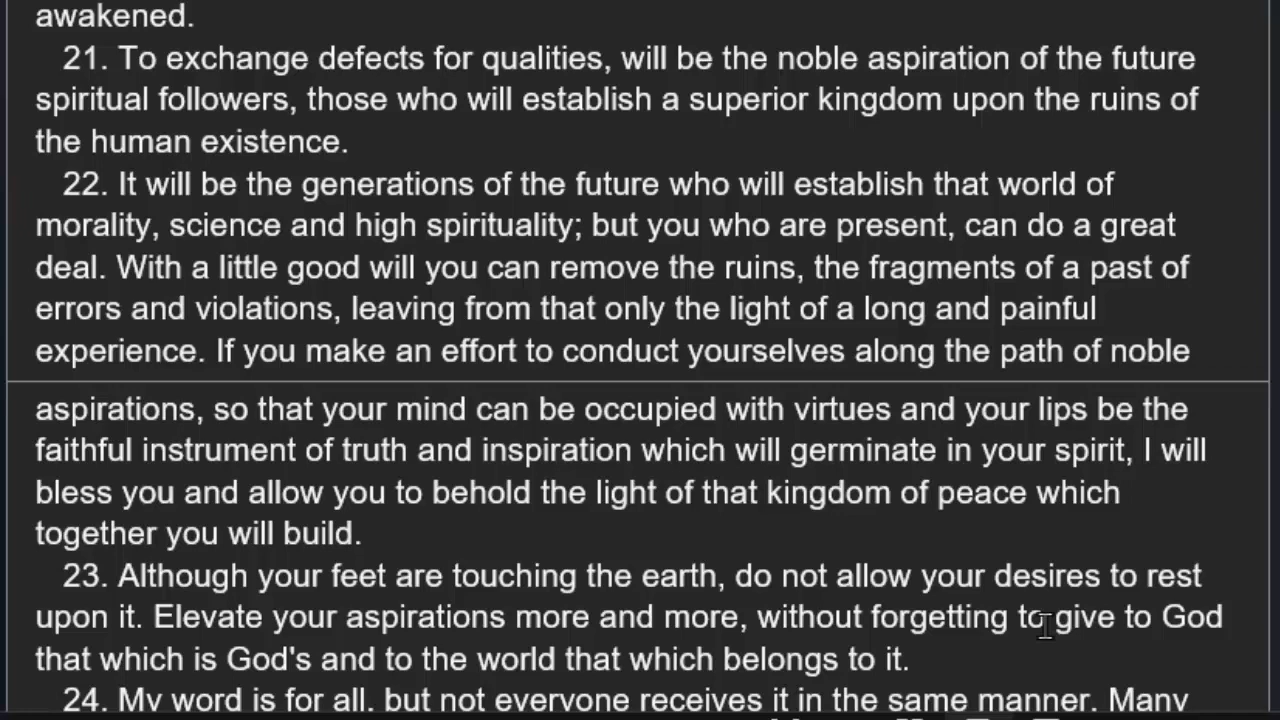 awakened.
21. To exchange defects for qualities, will be the noble aspiration of the future
spiritual followers, those who will establish a superior kingdom upon the ruins of
the human existence.
22. It will be the generations of the future who will establish that world of
morality, science and high spirituality; but you who are present, can do a great
deal. With a little good will you can remove the ruins, the fragments of a past of
errors and violations, leaving from that only the light of a long and painful
experience. If you make an effort to conduct yourselves along the path of noble
aspirations, so that your mind can be occupied with virtues and your lips be the
faithful instrument of truth and inspiration which will germinate in your spirit, I will
bless you and allow you to behold the light of that kingdom of peace which
together you will build.
23. Although your feet are touching the earth, do not allow your desires to rest
upon it. Elevate your aspirations more and more, without forgetting to give to God
that which is God's and to the world that which belongs to it.
24. My word is for all, but not everyone receives it in the same manner. Many